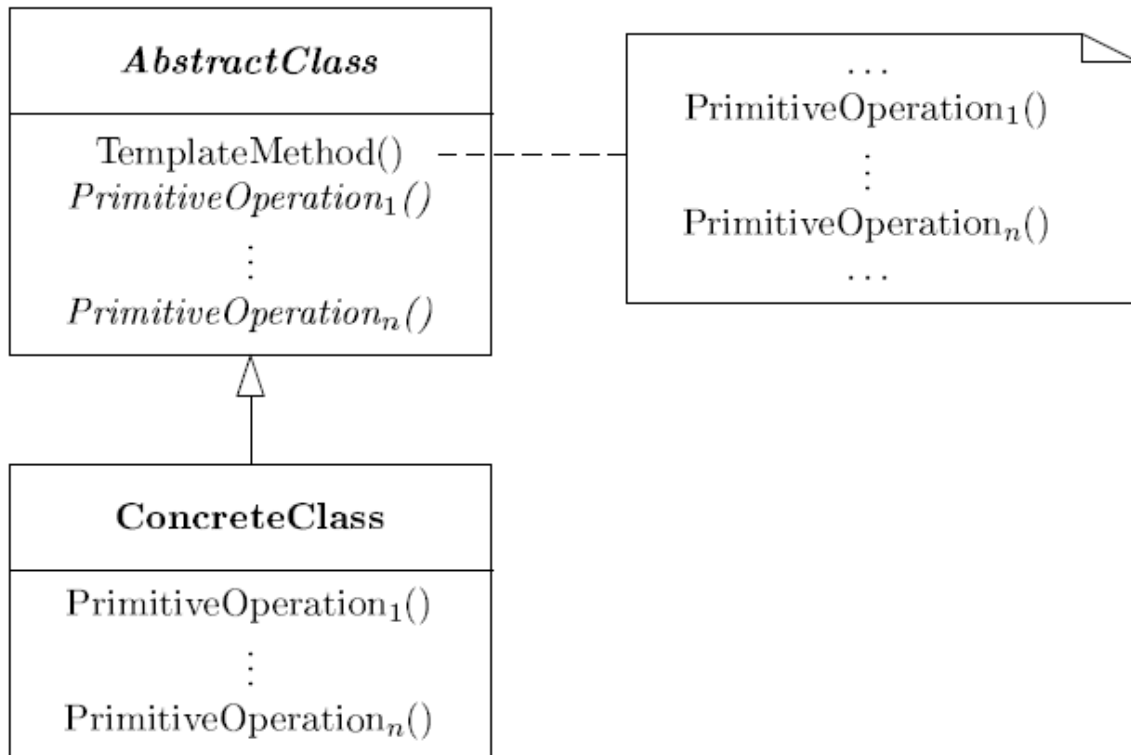 AbstractClass
TemplateMethod()
PrimitiveOperation₁()
⋮
PrimitiveOperationₙ()
...
PrimitiveOperation₁()
⋮
PrimitiveOperationₙ()
...
ConcreteClass
PrimitiveOperation₁()
⋮
PrimitiveOperationₙ()